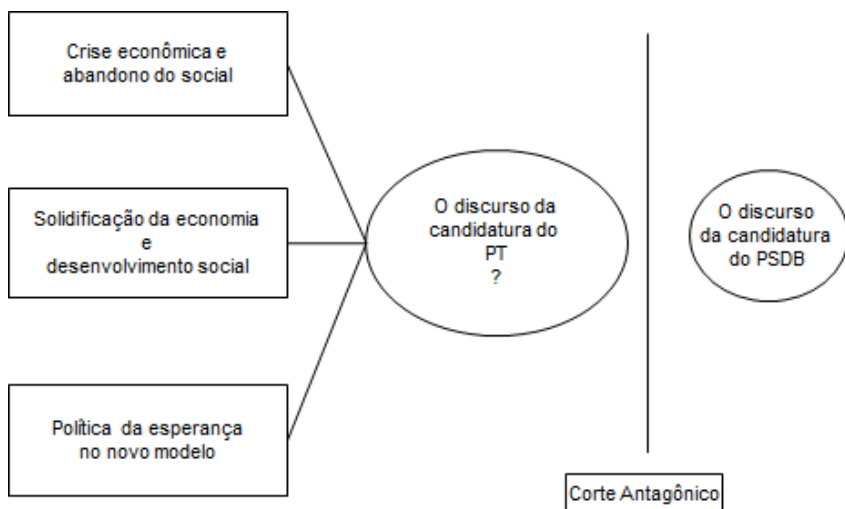 Crise econômica e
abandono do social
Solidificação da economia
e
desenvolvimento social
Política da esperança
no novo modelo
O discurso da
candidatura do
PT
?
O discurso
da candidatura
do PSDB
Corte Antagônico